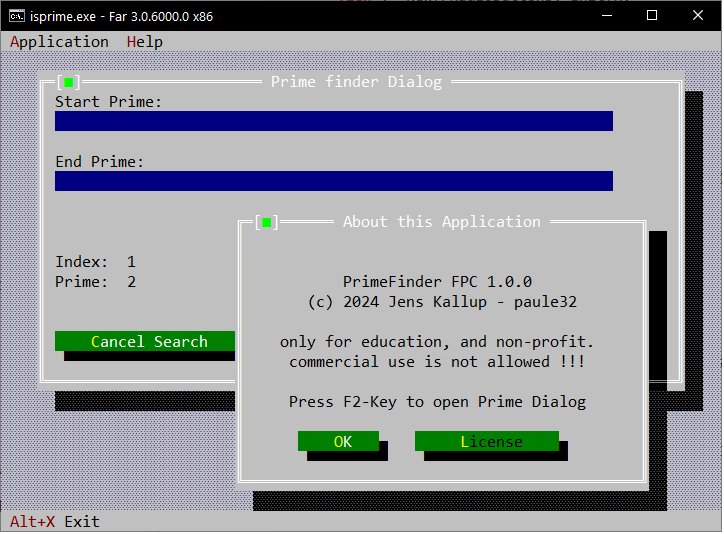 isprime.exe - Far 3.0.6000.0 x86
Application Help
Prime finder Dialog
Start Prime:
End Prime:
Index: 1
Prime: 2
Cancel Search
About this Application
PrimeFinder FPC 1.0.0
(c) 2024 Jens Kallup - paule32
only for education, and non-profit.
commercial use is not allowed !!!
Press F2-Key to open Prime Dialog
OK License
Alt+X Exit